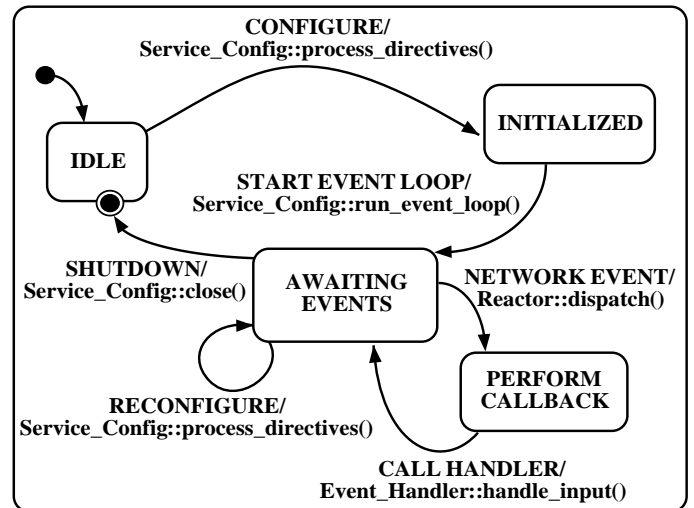 CONFIGURE/
Service_Config::process_directives()
INITIALIZED
IDLE
START EVENT LOOP/
Service_Config::run_event_loop()
SHUTDOWN/
Service_Config::close()
AWAITING
EVENTS
NETWORK EVENT/
Reactor::dispatch()
PERFORM
CALLBACK
RECONFIGURE/
Service_Config::process_directives()
CALL HANDLER/
Event_Handler::handle_input()